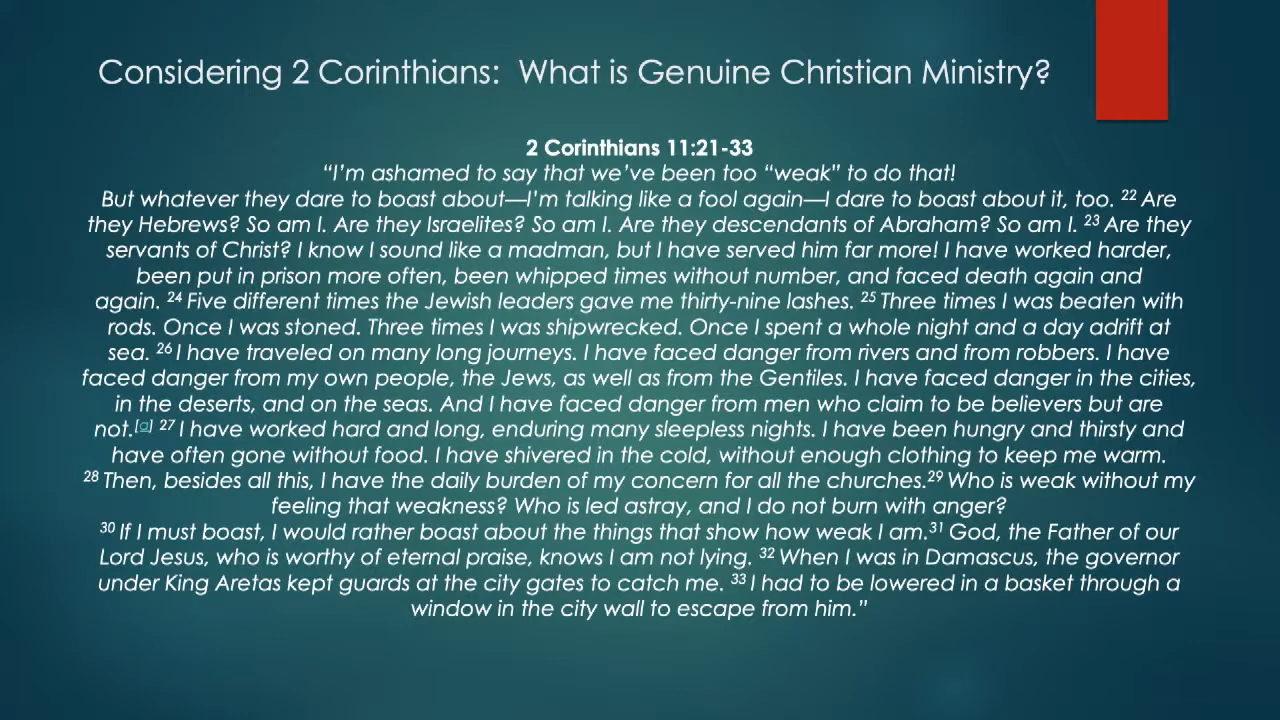 Considering 2 Corinthians:  What is Genuine Christian Ministry?
2 Corinthians 11:21-33
“I’m ashamed to say that we’ve been too “weak” to do that!
But whatever they dare to boast about—I’m talking like a fool again—I dare to boast about it, too. 22 Are
they Hebrews? So am I. Are they Israelites? So am I. Are they descendants of Abraham? So am I. 23 Are they
servants of Christ? I know I sound like a madman, but I have served him far more! I have worked harder,
been put in prison more often, been whipped times without number, and faced death again and
again. 24 Five different times the Jewish leaders gave me thirty-nine lashes. 25 Three times I was beaten with
rods. Once I was stoned. Three times I was shipwrecked. Once I spent a whole night and a day adrift at
sea. 26 I have traveled on many long journeys. I have faced danger from rivers and from robbers. I have
faced danger from my own people, the Jews, as well as from the Gentiles. I have faced danger in the cities,
in the deserts, and on the seas. And I have faced danger from men who claim to be believers but are
not.[a] 27 I have worked hard and long, enduring many sleepless nights. I have been hungry and thirsty and
have often gone without food. I have shivered in the cold, without enough clothing to keep me warm.
28 Then, besides all this, I have the daily burden of my concern for all the churches.29 Who is weak without my
feeling that weakness? Who is led astray, and I do not burn with anger?
30 If I must boast, I would rather boast about the things that show how weak I am.31 God, the Father of our
Lord Jesus, who is worthy of eternal praise, knows I am not lying. 32 When I was in Damascus, the governor
under King Aretas kept guards at the city gates to catch me. 33 I had to be lowered in a basket through a
window in the city wall to escape from him.”